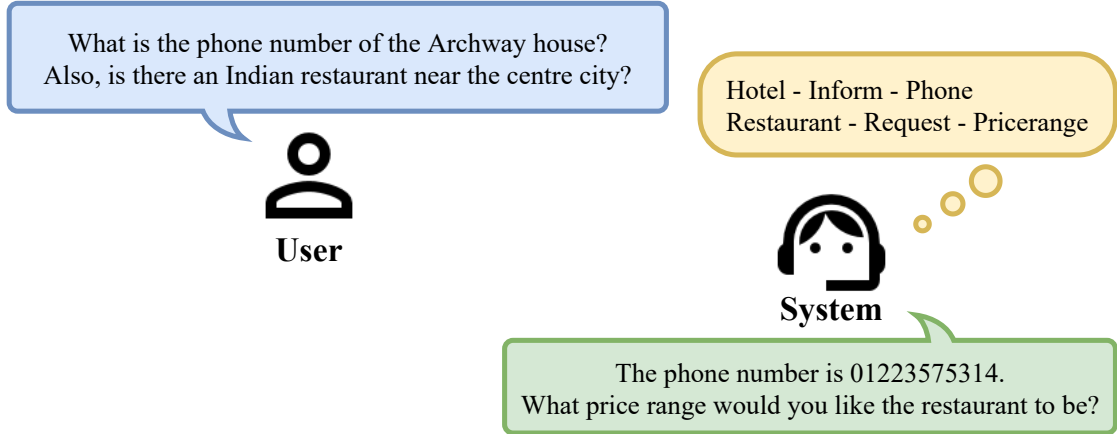 What is the phone number of the Archway house?
Also, is there an Indian restaurant near the centre city?
Hotel - Inform - Phone
Restaurant - Request - Pricerange
User
System
The phone number is 01223575314.
What price range would you like the restaurant to be?